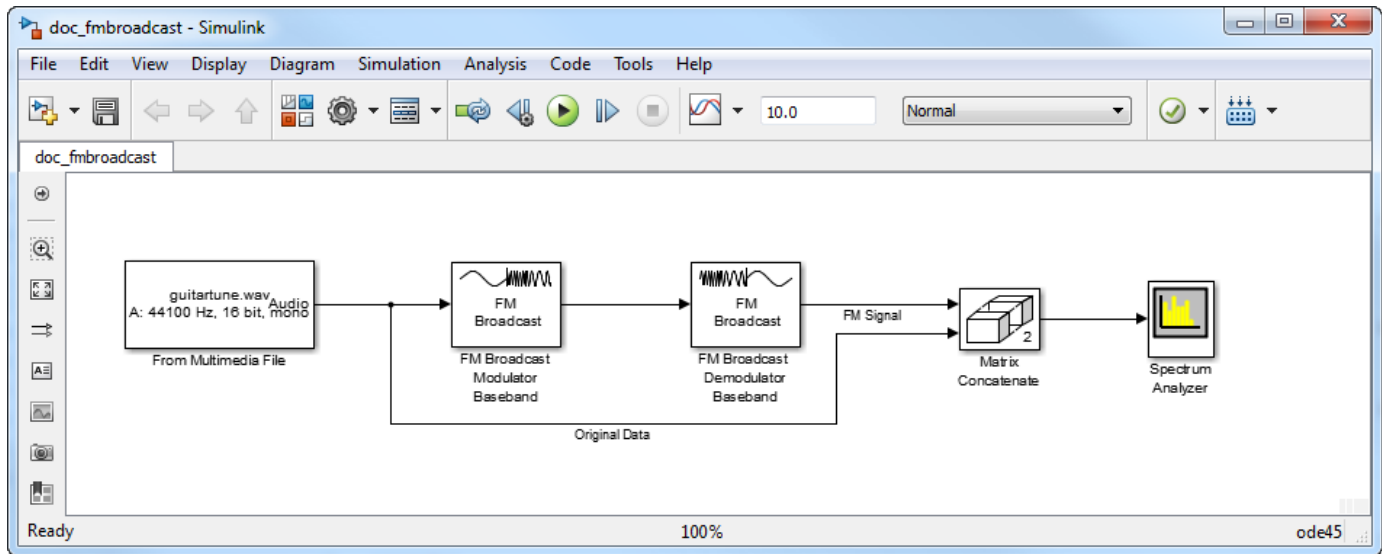 doc_fmbroadcast - Simulink
File Edit View Display Diagram Simulation Analysis Code Tools Help
10.0 Normal
doc_fmbroadcast
guitartune.wav
Audio
A: 44100 Hz, 16 bit, mono
From Multimedia File
FM
Broadcast
FM Broadcast
Modulator
Baseband
FM
Broadcast
FM Broadcast
Demodulator
Baseband
FM Signal
Original Data
2
Matrix
Concatenate
Spectrum
Analyzer
A
Ready 100% ode45